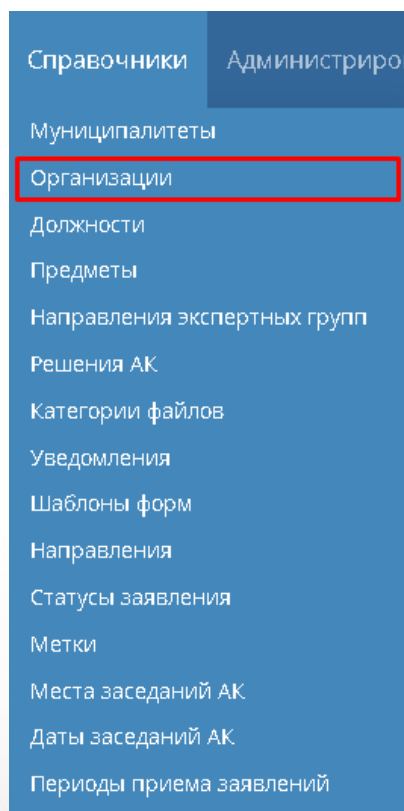 Справочники Администриро
Муниципалитеты
Организации
Должности
Предметы
Направления экспертных групп
Решения АК
Категории файлов
Уведомления
Шаблоны форм
Направления
Статусы заявления
Метки
Места заседаний АК
Даты заседаний АК
Периоды приема заявлений